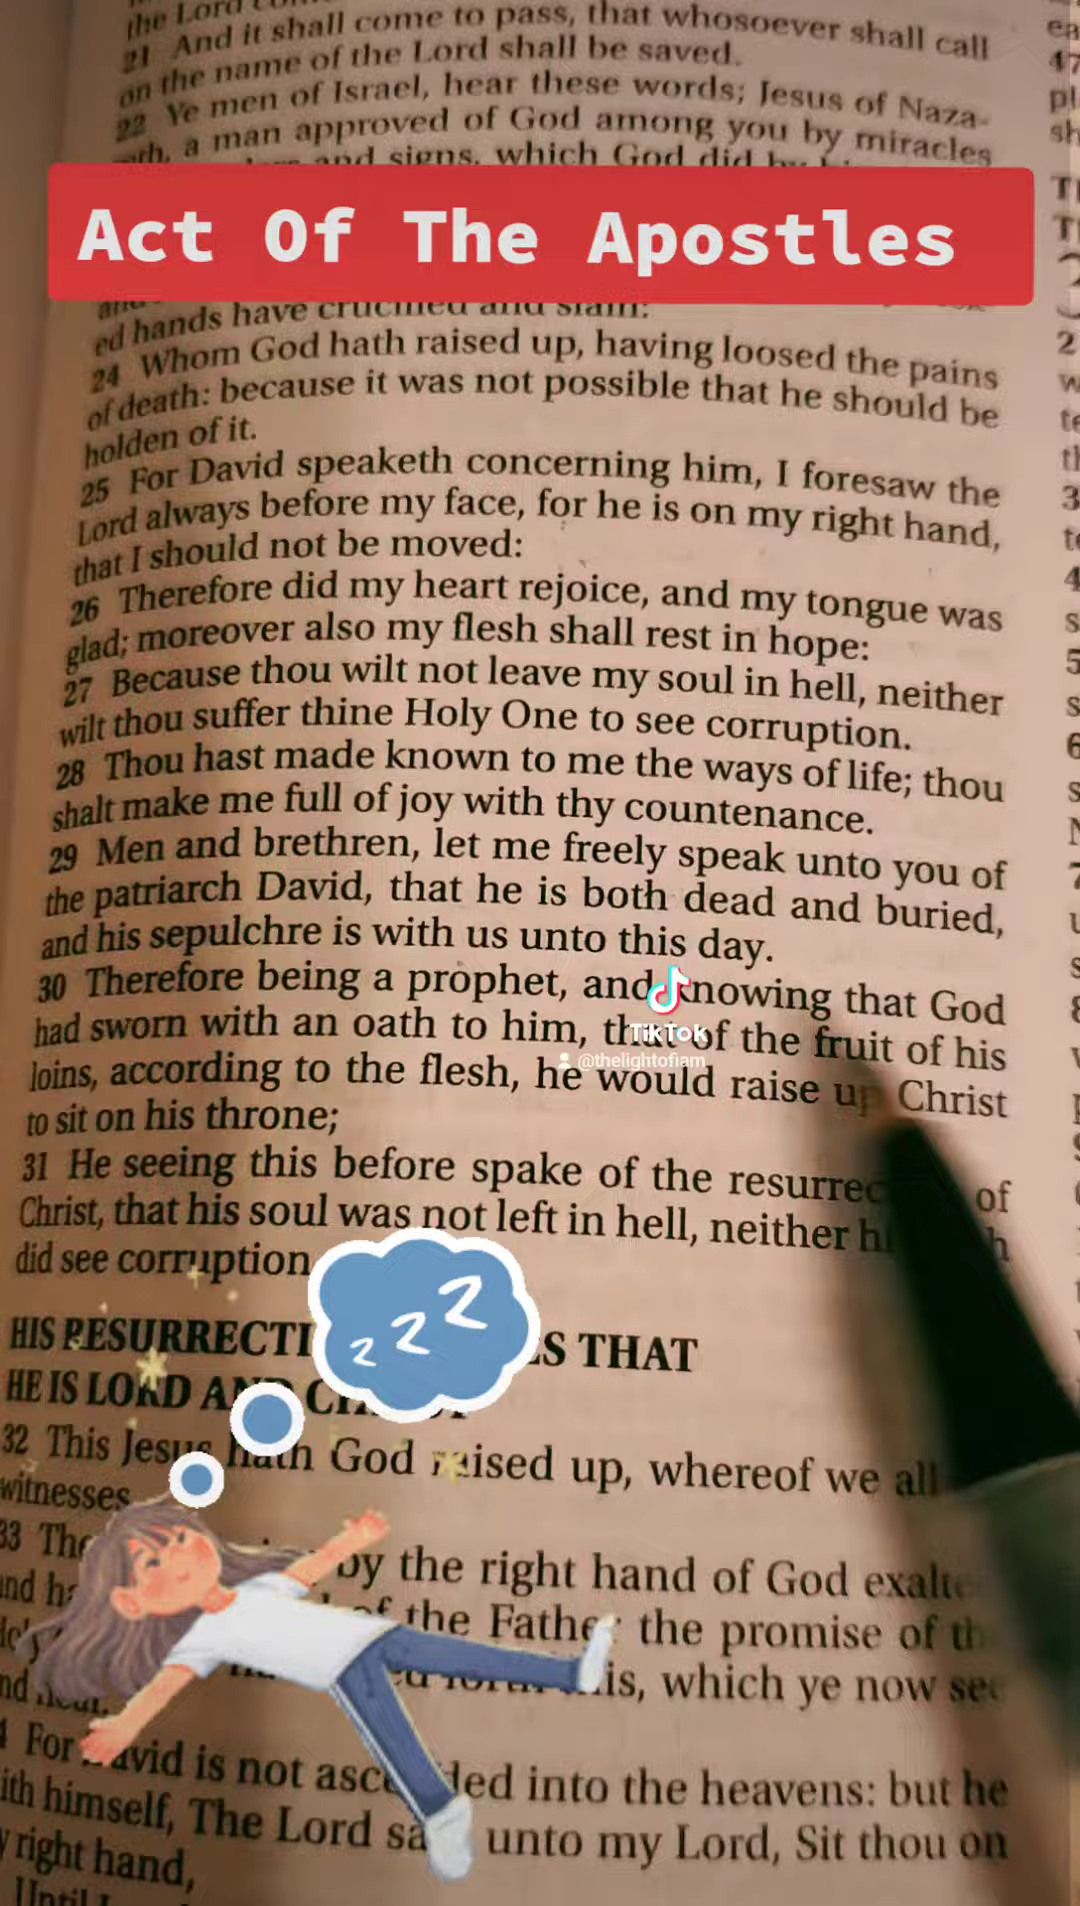 the Lord
21 And it shall come to pass, that whosoever shall call
on the name of the Lord shall be saved.
22 Ye men of Israel, hear these words; Jesus of Naza-
a man approved of God among you by miracles
and signs, which God did
Act Of The Apostles
ed hands have crucified and slain:
24 Whom God hath raised up, having loosed the pains
of death: because it was not possible that he should be
holden of it.
25 For David speaketh concerning him, I foresaw the
Lord always before my face, for he is on my right hand,
that I should not be moved:
26 Therefore did my heart rejoice, and my tongue was
glad; moreover also my flesh shall rest in hope:
27 Because thou wilt not leave my soul in hell, neither
wilt thou suffer thine Holy One to see corruption.
28 Thou hast made known to me the ways of life; thou
shalt make me full of joy with thy countenance.
29 Men and brethren, let me freely speak unto you of
the patriarch David, that he is both dead and buried,
and his sepulchre is with us unto this day.
30 Therefore being a prophet, and knowing that God
had sworn with an oath to him, that of the fruit of his
TikTok
@thelightofiam
loins, according to the flesh, he would raise up Christ
to sit on his throne;
31 He seeing this before spake of the resurrec of
Christ, that his soul was not left in hell, neither
did see corruption
z z z
HIS RESURRECTI S THAT
HE IS LORD AND
32 This Jesus hath God raised up, whereof we all
witnesses
33 by the right hand of God
of the Father the promise of
which ye now see
For David is not ascended into the heavens: but he
himself, The Lord unto my Lord, Sit thou on
right hand,